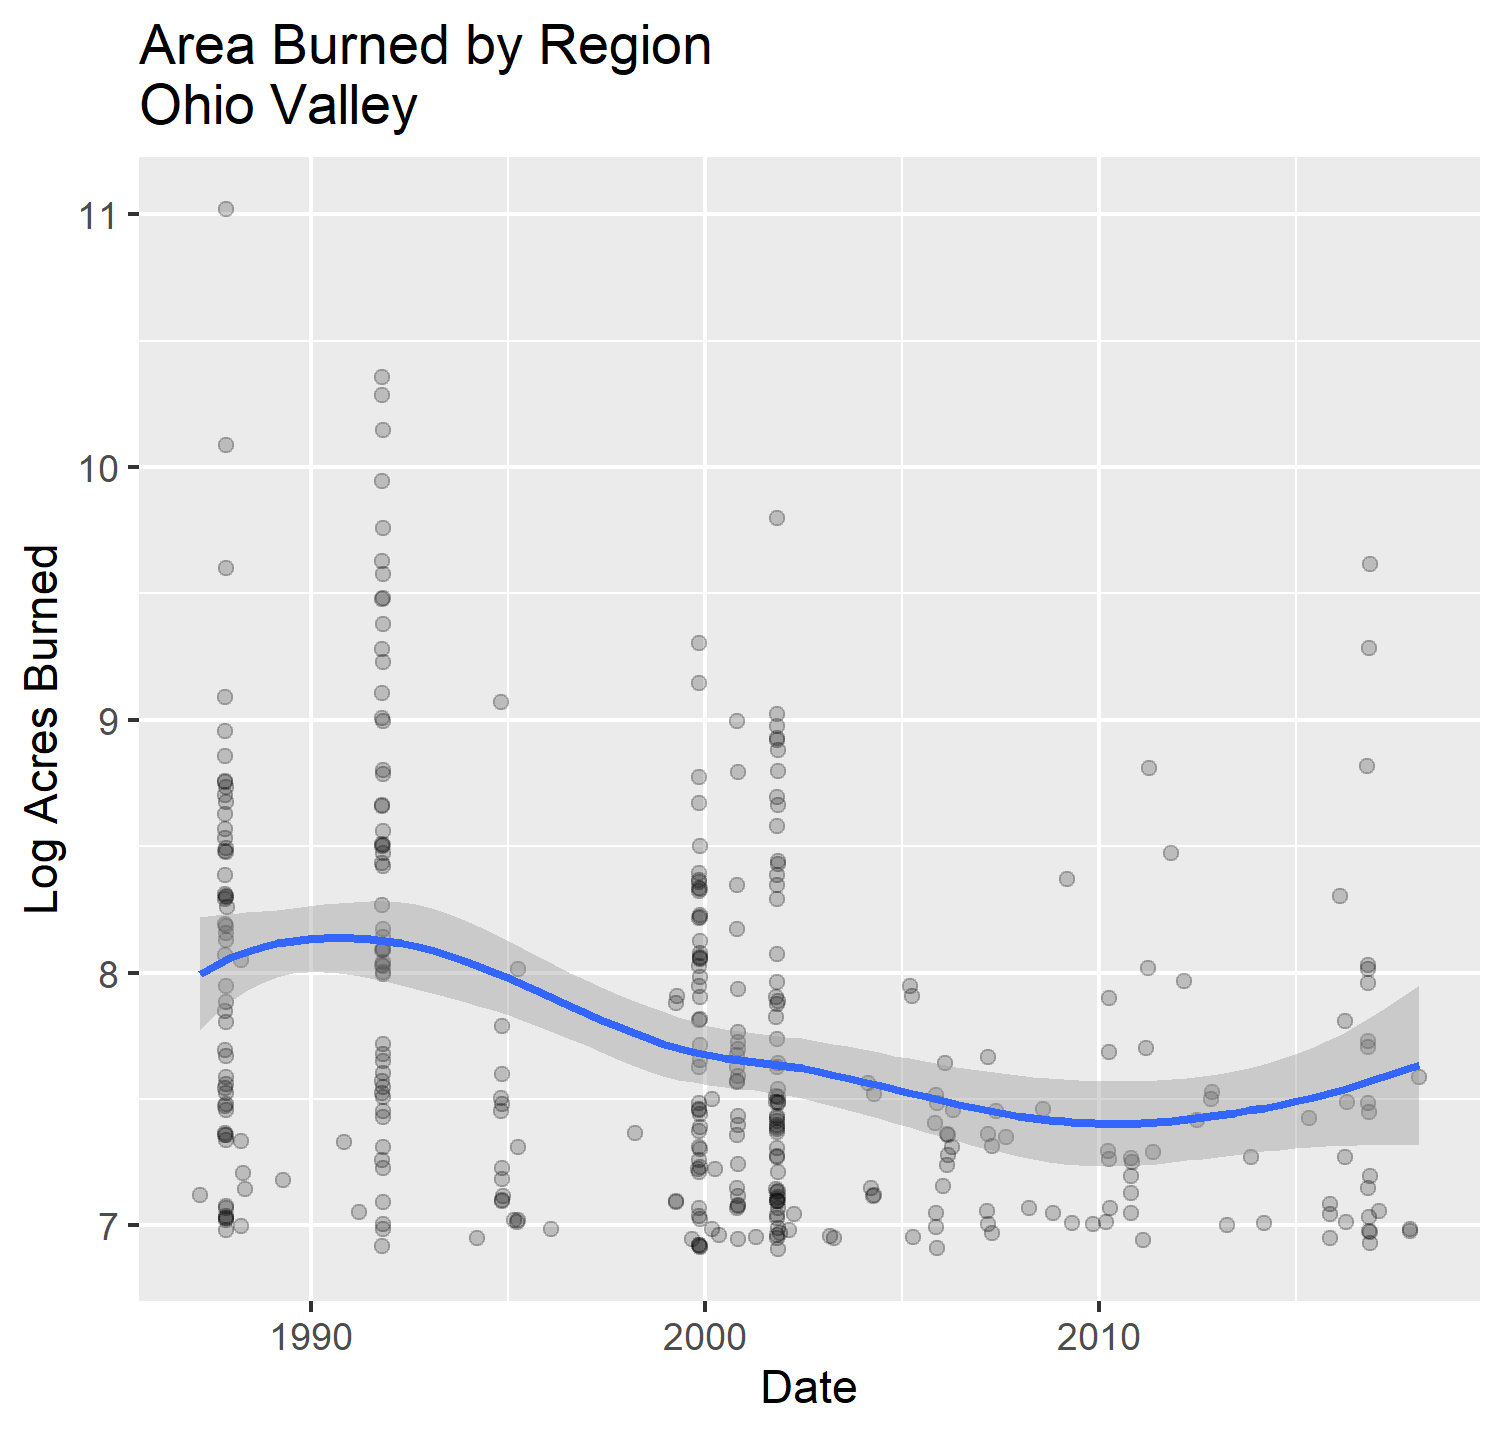 Area Burned by Region
Ohio Valley
11
10
9
8
7
Log Acres Burned
1990
2000
2010
Date